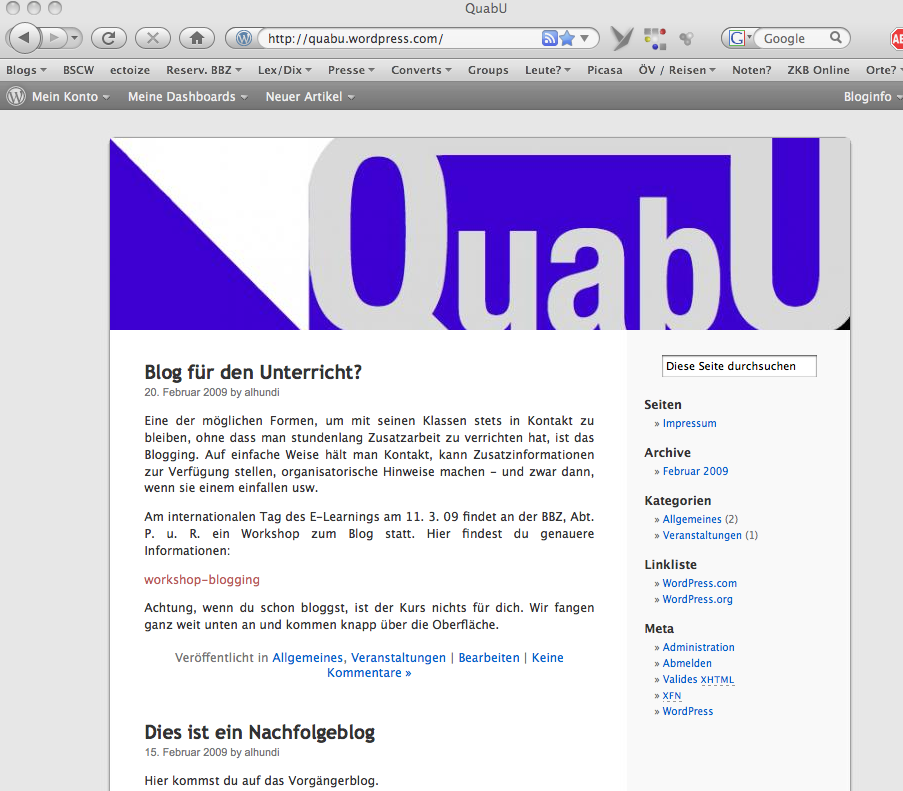 QuabU
http://quabu.wordpress.com/
Google
Blogs BSCW ectoize Reserv. BBZ Lex/Dix Presse Converts Groups Leute? Picasa ÖV / Reisen Noten? ZKB Online Orte?
Mein Konto Meine Dashboards Neuer Artikel Bloginfo
QuabU
Blog für den Unterricht?
20. Februar 2009 by alhundi
Eine der möglichen Formen, um mit seinen Klassen stets in Kontakt zu
bleiben, ohne dass man stundenlang Zusatzarbeit zu verrichten hat, ist das
Blogging. Auf einfache Weise hält man Kontakt, kann Zusatzinformationen
zur Verfügung stellen, organisatorische Hinweise machen – und zwar dann,
wenn sie einem einfallen usw.
Am internationalen Tag des E-Learnings am 11. 3. 09 findet an der BBZ, Abt.
P. u. R. ein Workshop zum Blog statt. Hier findest du genauere
Informationen:
workshop-blogging
Achtung, wenn du schon bloggst, ist der Kurs nichts für dich. Wir fangen
ganz weit unten an und kommen knapp über die Oberfläche.
Veröffentlicht in Allgemeines, Veranstaltungen | Bearbeiten | Keine
Kommentare »
Dies ist ein Nachfolgeblog
15. Februar 2009 by alhundi
Hier kommst du auf das Vorgängerblog.
Diese Seite durchsuchen
Seiten
» Impressum
Archive
» Februar 2009
Kategorien
» Allgemeines (2)
» Veranstaltungen (1)
Linkliste
» WordPress.com
» WordPress.org
Meta
» Administration
» Abmelden
» Valides XHTML
» XFN
» WordPress